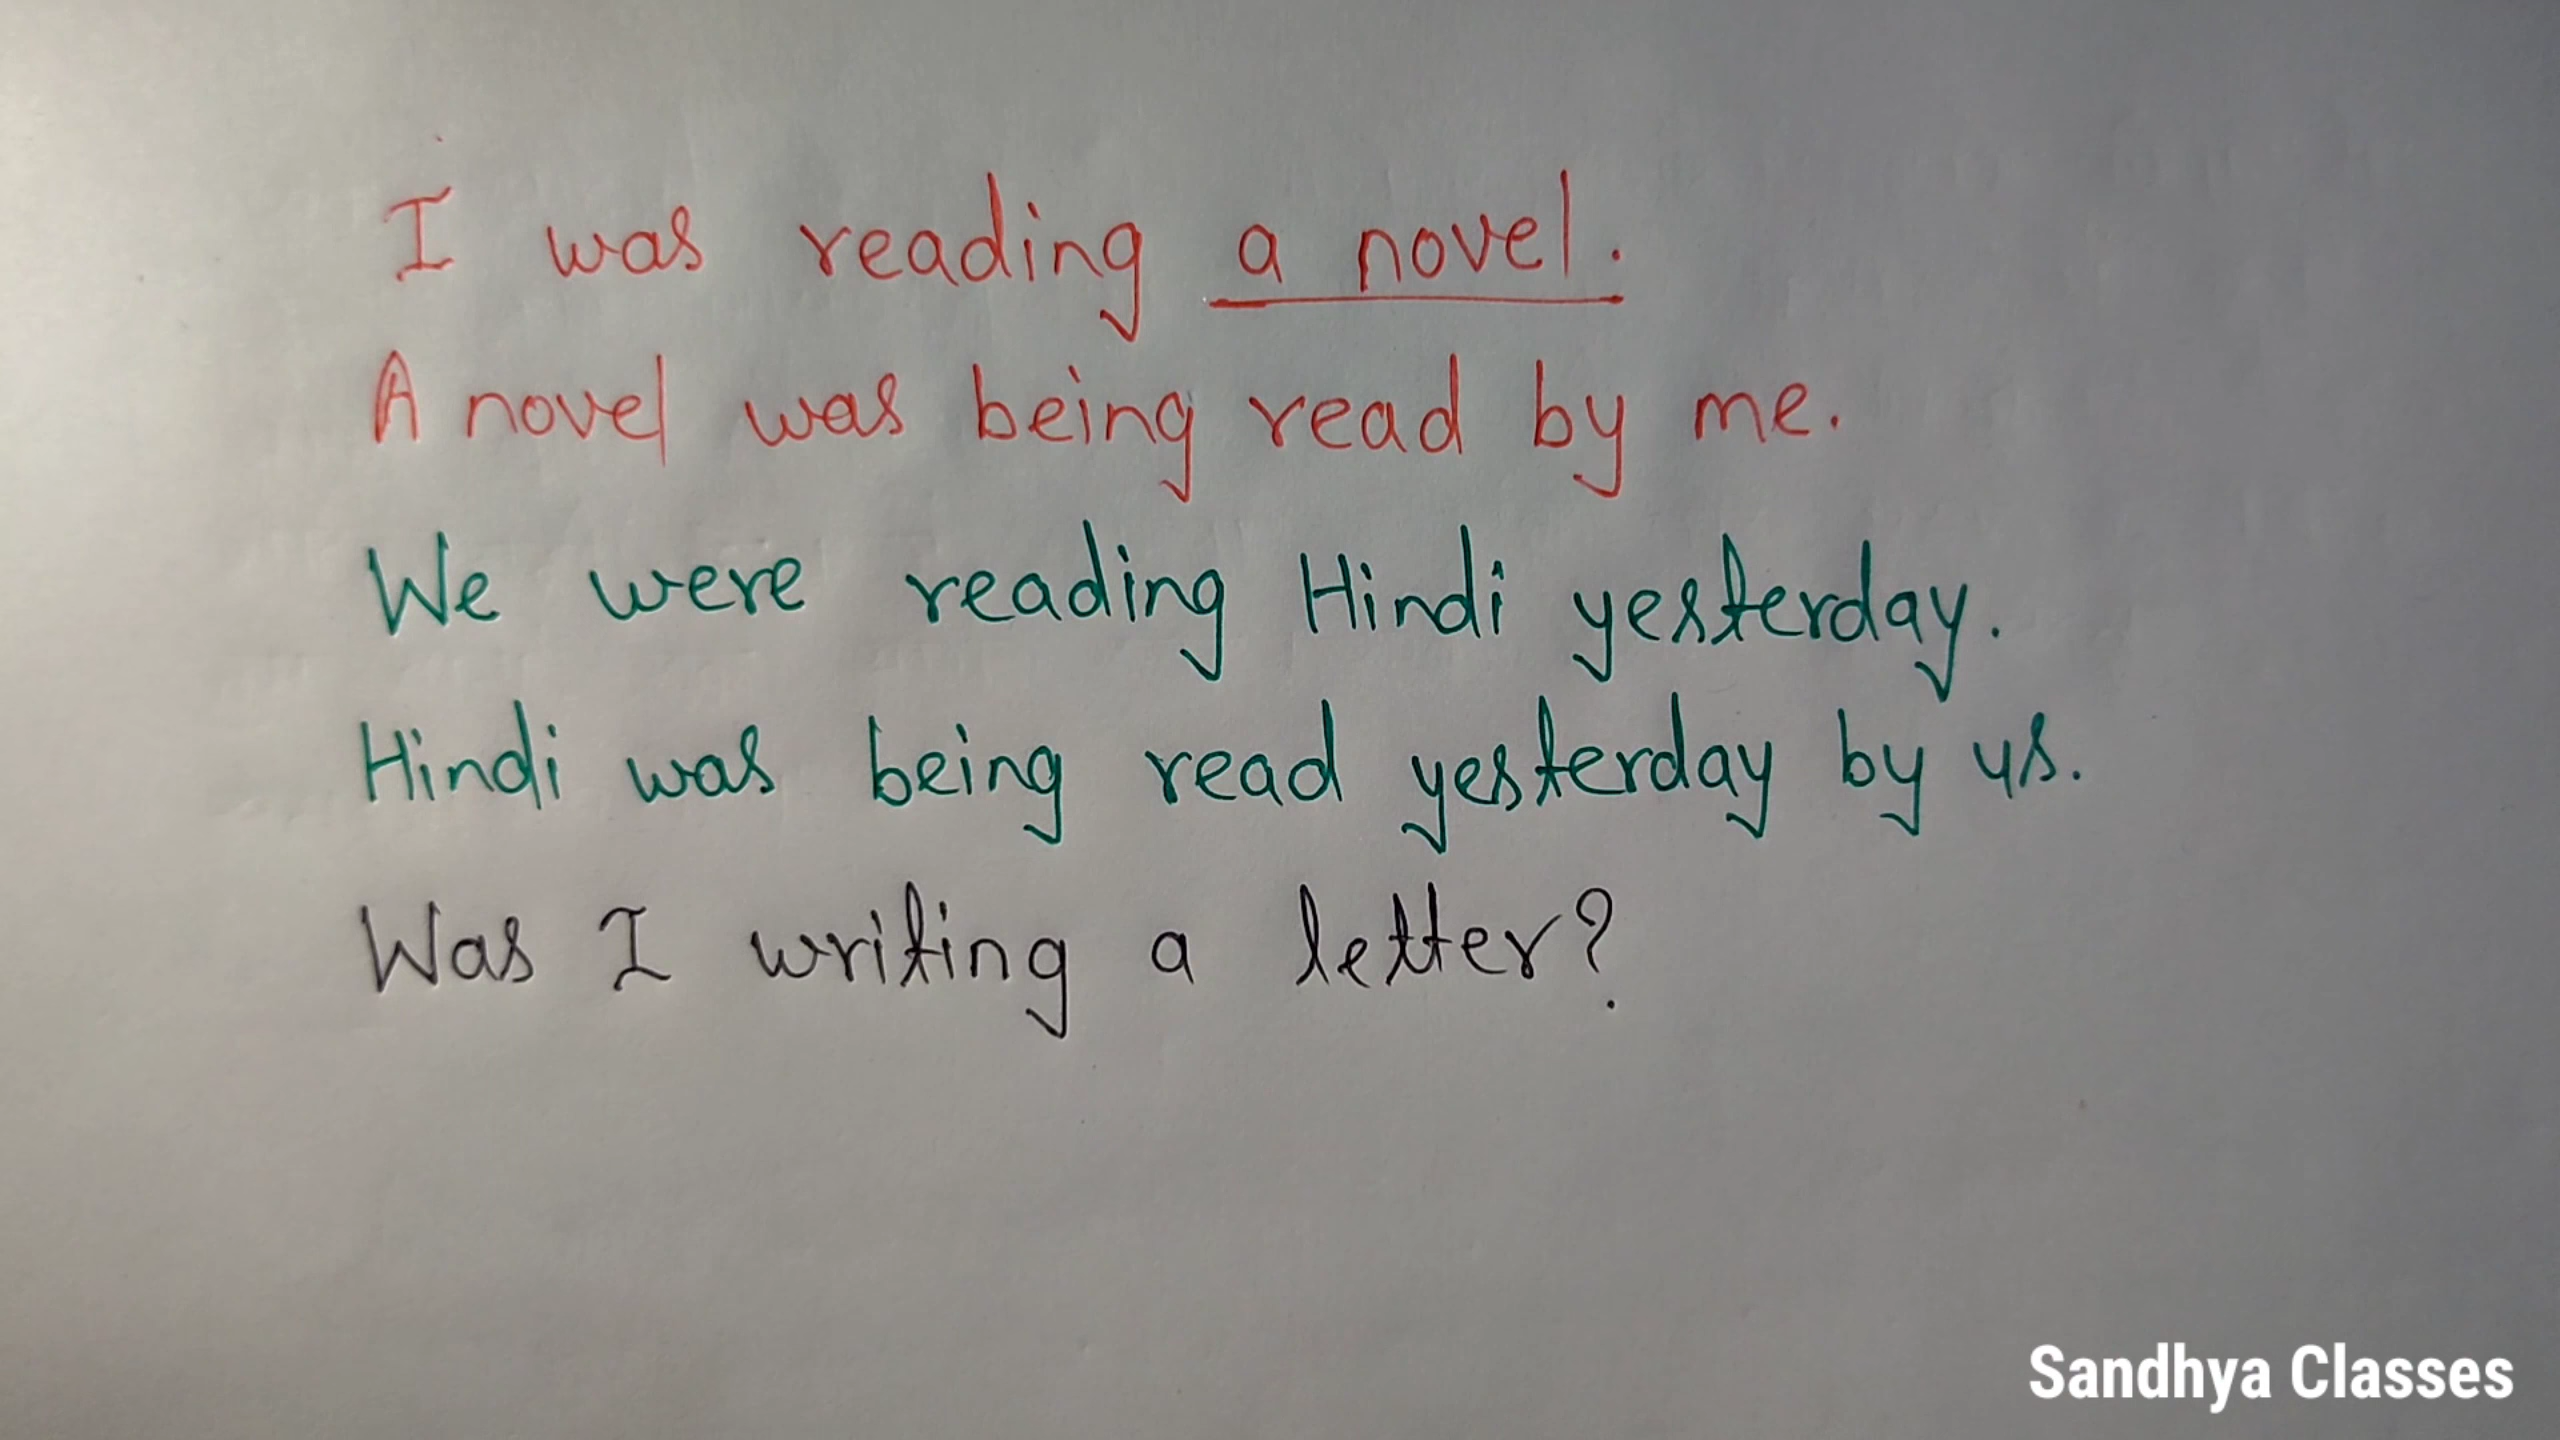 I was reading a novel.
A novel was being read by me.
We were reading Hindi yesterday.
Hindi was being read yesterday by us.
Was I writing a letter?
Sandhya Classes